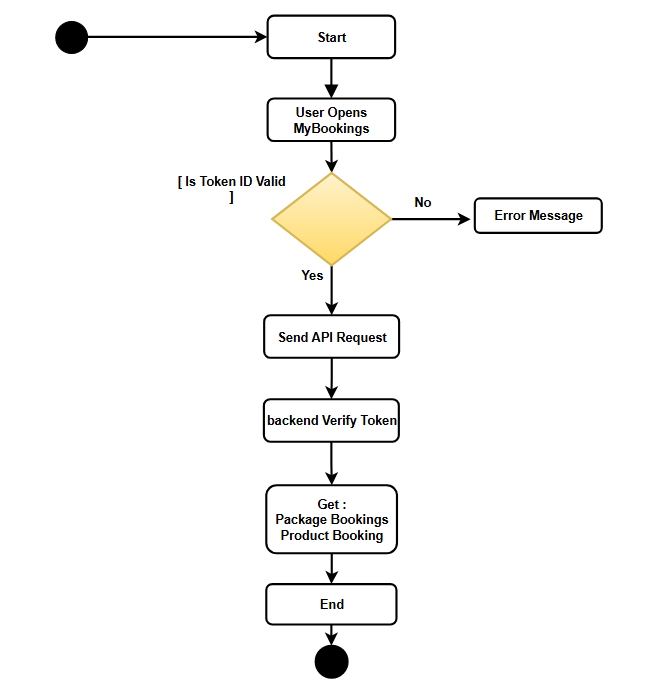 Start
User Opens
MyBookings
[ Is Token ID Valid
]
No
Error Message
Yes
Send API Request
backend Verify Token
Get :
Package Bookings
Product Booking
End